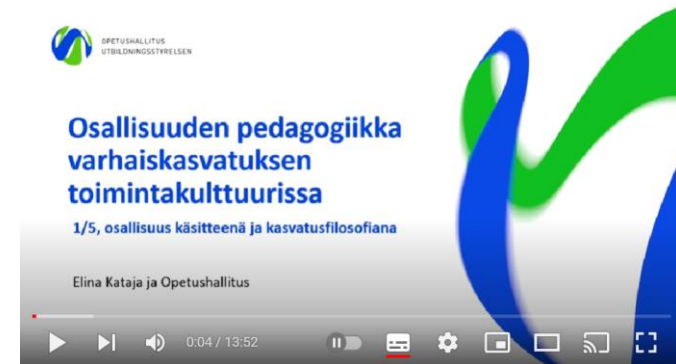 OPETUSHALLITUS
UTBILDNINGSSTYRELSEN
Osallisuuden pedagogiikka
varhaiskasvatuksen
toimintakulttuurissa
1/5, osallisuus käsitteenä ja kasvatusfilosofiana
Elina Kataja ja Opetushallitus
0:04 / 13:52